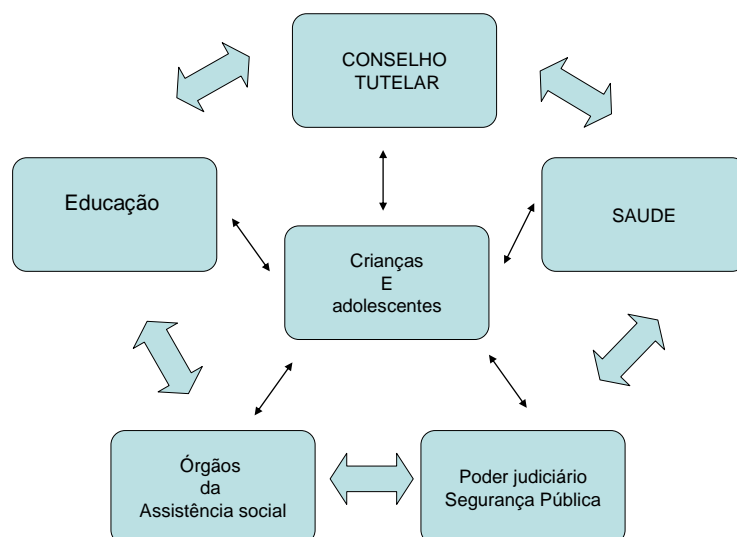 CONSELHO
TUTELAR
Educação
SAUDE
Crianças
E
adolescentes
Órgãos
da
Assistência social
Poder judiciário
Segurança Pública